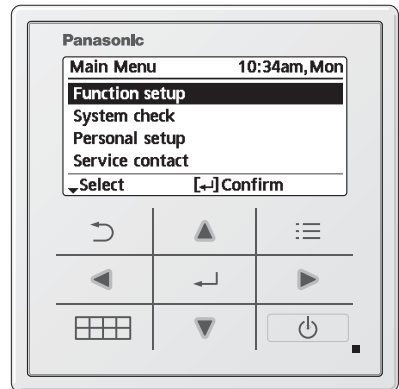 Panasonic
Main Menu 10:34am, Mon
Function setup
System check
Personal setup
Service contact
Select [↵] Confirm